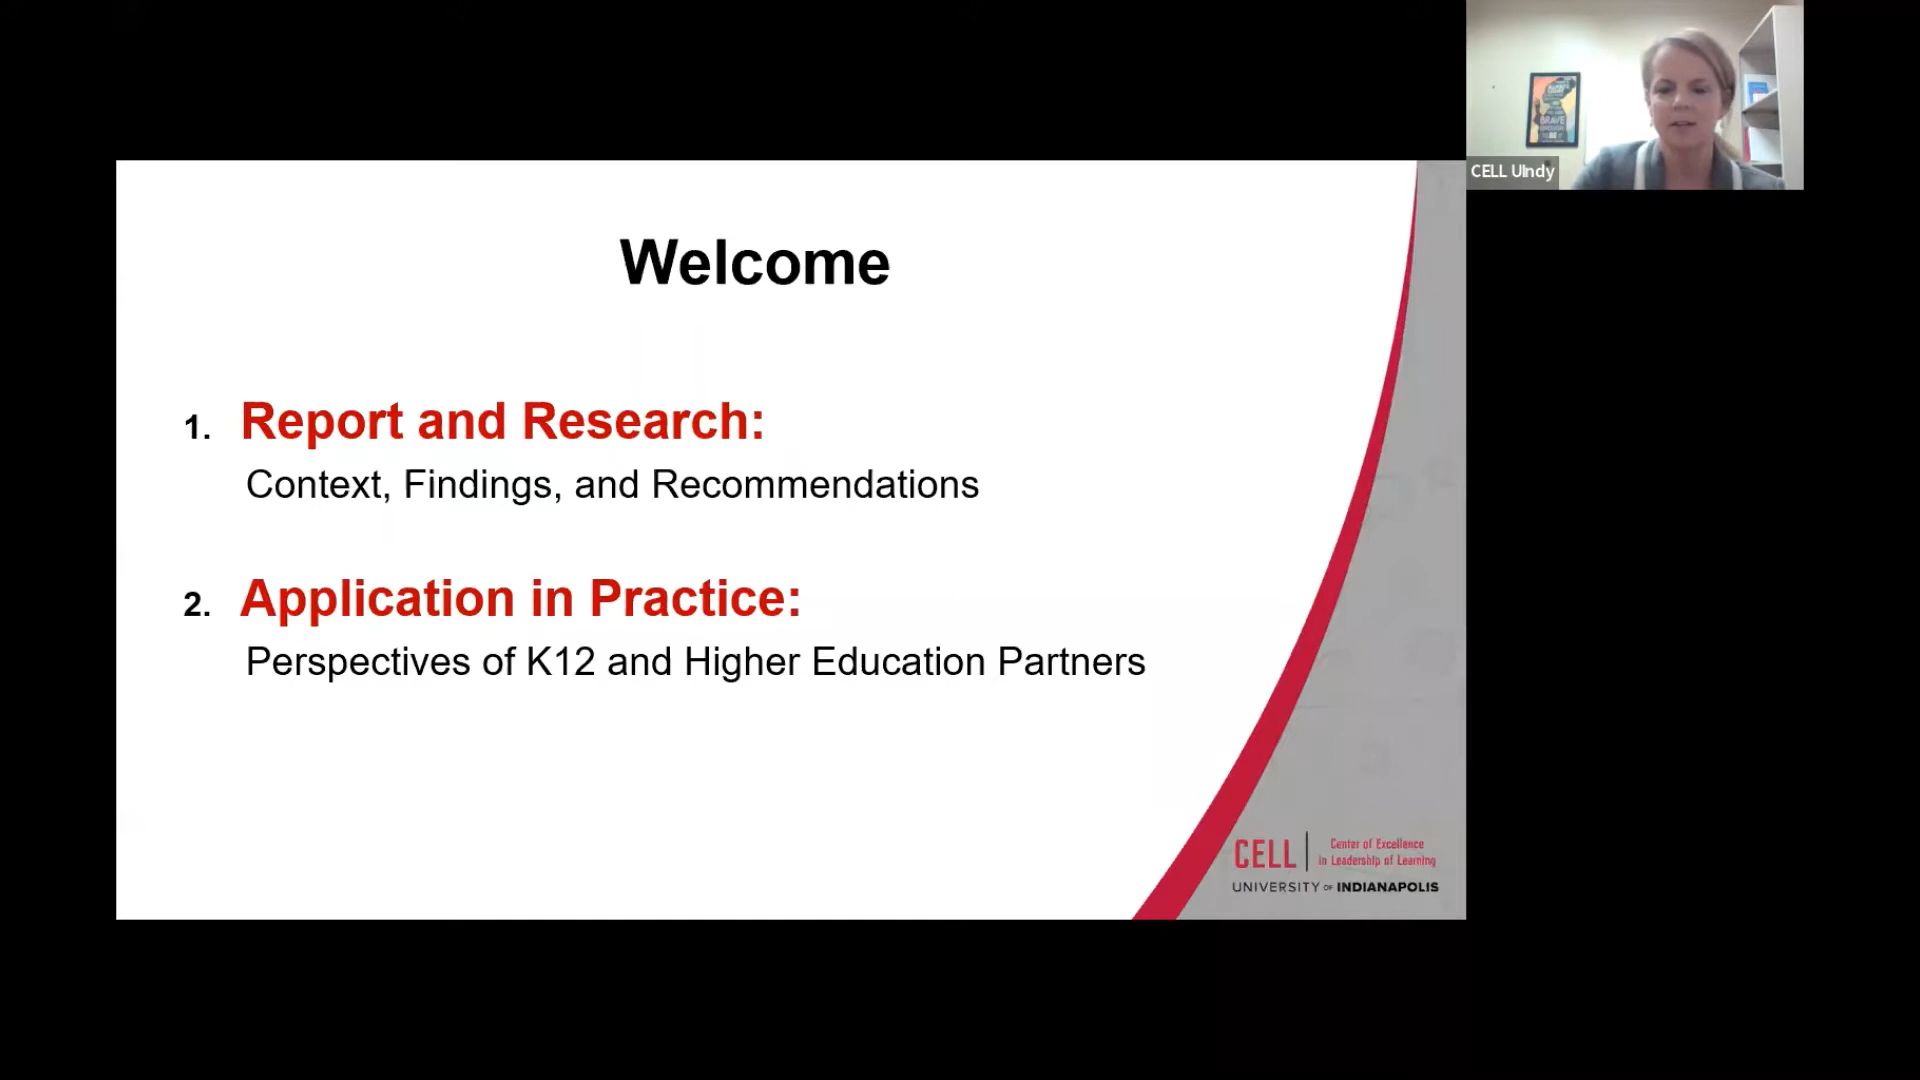 Welcome
1. Report and Research:
Context, Findings, and Recommendations
2. Application in Practice:
Perspectives of K12 and Higher Education Partners
CELL
Center of Excellence
in Leadership of Learning
UNIVERSITY OF INDIANAPOLIS
CELL UIndy
BRAVE